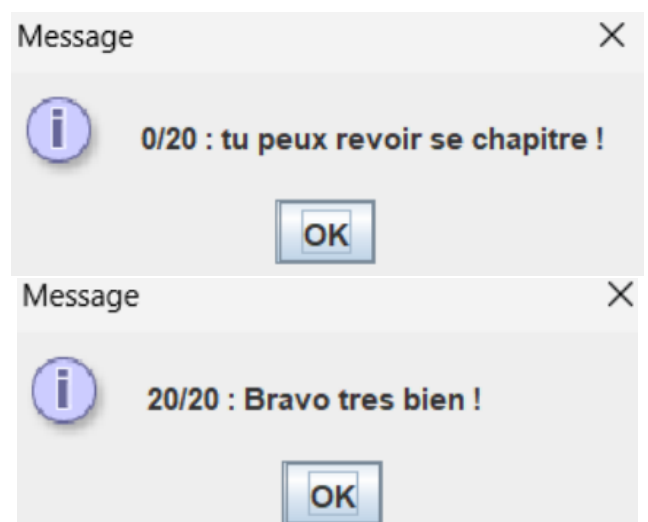 Message
0/20 : tu peux revoir se chapitre !
OK
Message
20/20 : Bravo tres bien !
OK